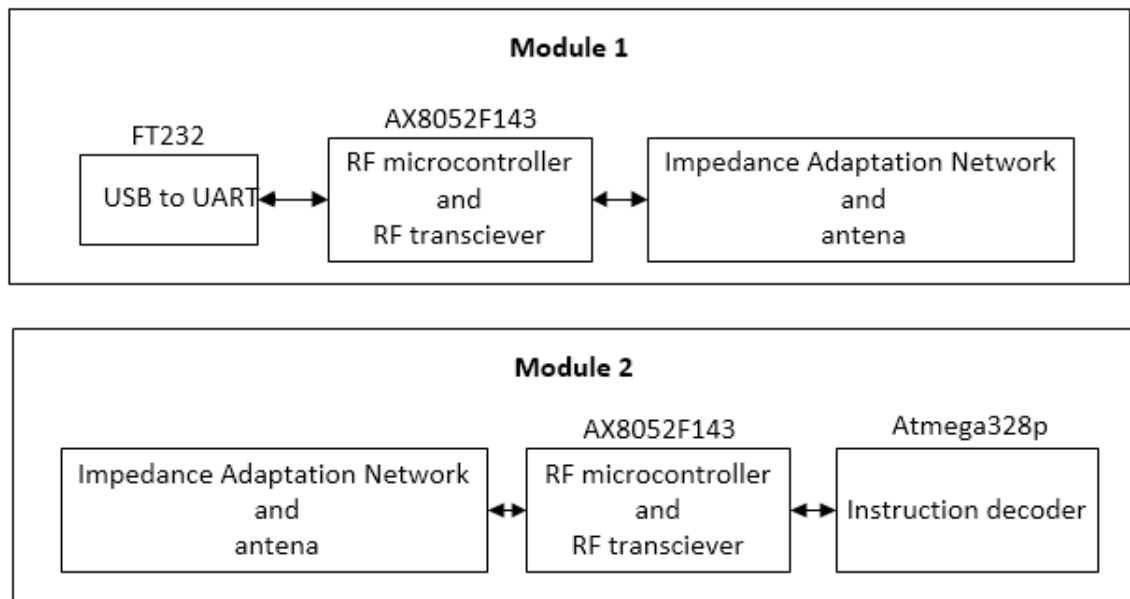 Module 1
FT232
USB to UART
AX8052F143
RF microcontroller
and
RF transciever
Impedance Adaptation Network
and
antena
Module 2
Impedance Adaptation Network
and
antena
AX8052F143
RF microcontroller
and
RF transciever
Atmega328p
Instruction decoder